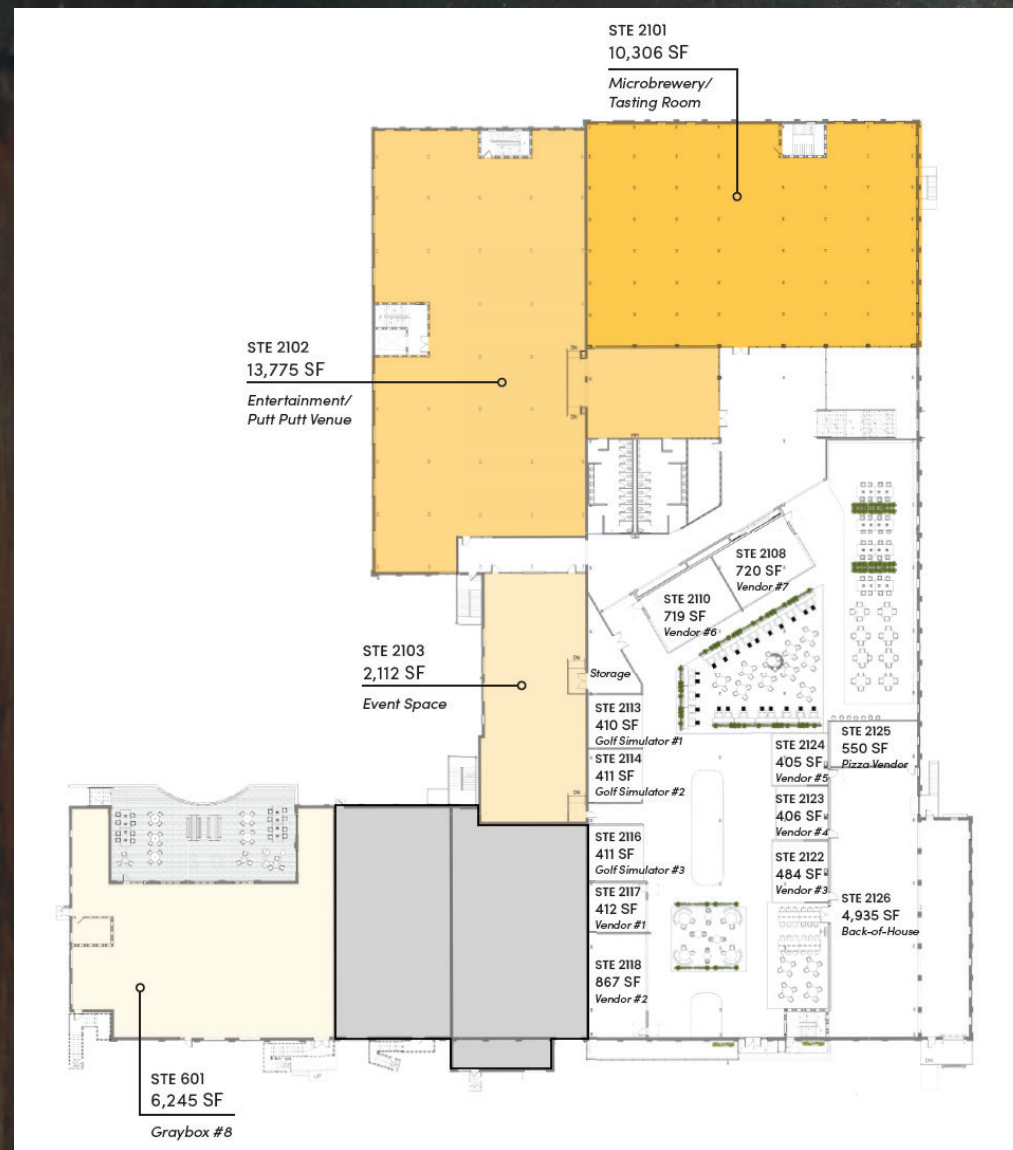 STE 2101
10,306 SF
Microbrewery/
Tasting Room
STE 2102
13,775 SF
Entertainment/
Putt Putt Venue
STE 2108
720 SF
Vendor #7
STE 2110
719 SF
Vendor #6
STE 2103
2,112 SF
Event Space
Storage
STE 2113
410 SF
Golf Simulator #1
STE 2114
411 SF
Golf Simulator #2
STE 2116
411 SF
Golf Simulator #3
STE 2117
412 SF
Vendor #1
STE 2118
867 SF
Vendor #2
STE 2124
405 SF
Vendor #5
STE 2125
550 SF
Pizza Vendor
STE 2123
406 SF
Vendor #4
STE 2122
484 SF
Vendor #3
STE 2126
4,935 SF
Back-of-House
STE 601
6,245 SF
Graybox #8
UP
DN